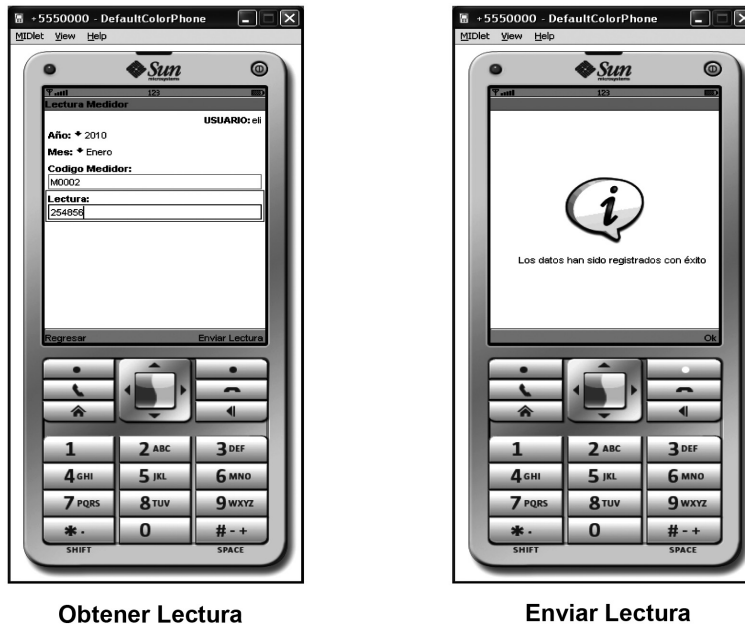 +5550000 - DefaultColorPhone
MIDlet View Help
Sun
microsystems
123
Lectura Medidor
USUARIO: eli
Año: 2010
Mes: Enero
Codigo Medidor:
M0002
Lectura:
254856
Regresar Enviar Lectura
1 2 ABC 3 DEF
4 GHI 5 JKL 6 MNO
7 PQRS 8 TUV 9 WXYZ
* . 0 # - +
SHIFT SPACE
Obtener Lectura
+5550000 - DefaultColorPhone
MIDlet View Help
Sun
microsystems
123
i
Los datos han sido registrados con éxito
Ok
1 2 ABC 3 DEF
4 GHI 5 JKL 6 MNO
7 PQRS 8 TUV 9 WXYZ
* . 0 # - +
SHIFT SPACE
Enviar Lectura